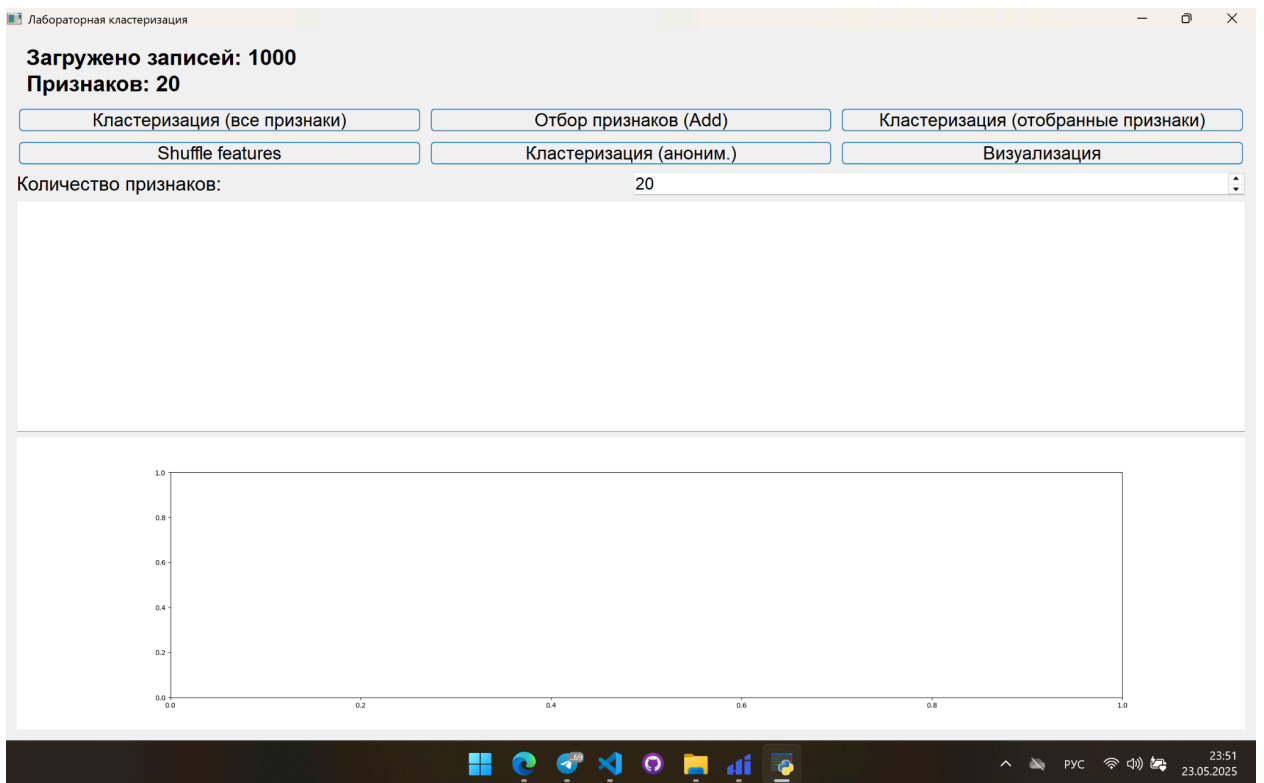 Лабораторная кластеризация
Загружено записей: 1000
Признаков: 20
Кластеризация (все признаки)
Отбор признаков (Add)
Кластеризация (отобранные признаки)
Shuffle features
Кластеризация (аноним.)
Визуализация
Количество признаков:
20
1.0
0.8
0.6
0.4
0.2
0.0
0.0
0.2
0.4
0.6
0.8
1.0
69
РУС
23:51
23.05.2025